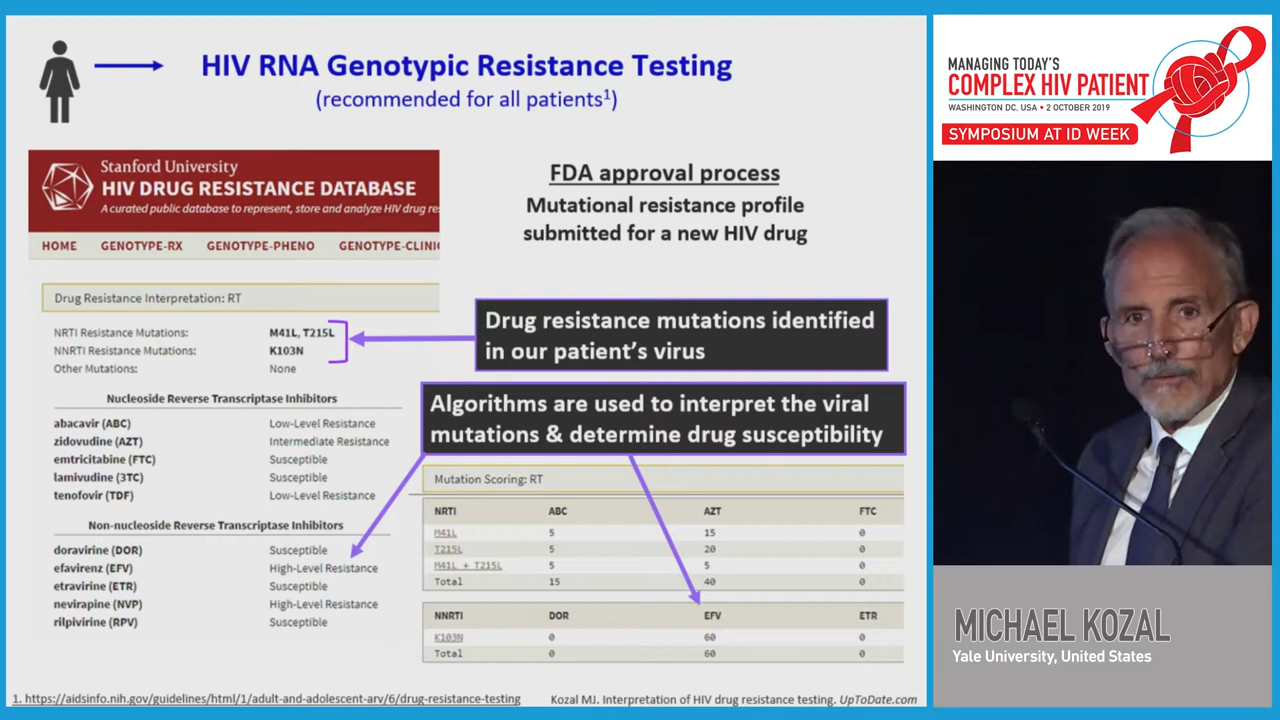 HIV RNA Genotypic Resistance Testing
(recommended for all patients¹)
Stanford University
HIV DRUG RESISTANCE DATABASE
A curated public database to represent, store and analyze HIV drug re
HOME GENOTYPE-RX GENOTYPE-PHENO GENOTYPE-CLINI
FDA approval process
Mutational resistance profile
submitted for a new HIV drug
Drug Resistance Interpretation: RT
NRTI Resistance Mutations: M41L, T215L
NNRTI Resistance Mutations: K103N
Other Mutations: None
Drug resistance mutations identified
in our patient's virus
Nucleoside Reverse Transcriptase Inhibitors
abacavir (ABC) Low-Level Resistance
zidovudine (AZT) Intermediate Resistance
emtricitabine (FTC) Susceptible
lamivudine (3TC) Susceptible
tenofovir (TDF) Low-Level Resistance
Non-nucleoside Reverse Transcriptase Inhibitors
doravirine (DOR) Susceptible
efavirenz (EFV) High-Level Resistance
etravirine (ETR) Susceptible
nevirapine (NVP) High-Level Resistance
rilpivirine (RPV) Susceptible
Algorithms are used to interpret the viral
mutations & determine drug susceptibility
Mutation Scoring: RT
NRTI ABC AZT FTC
M41L 5 15 0
T215L 5 20 0
M41L + T215L 5 5 0
Total 15 40 0
NNRTI DOR EFV ETR
K103N 0 60 0
Total 0 60 0
1. https://aidsinfo.nih.gov/guidelines/html/1/adult-and-adolescent-arv/6/drug-resistance-testing
Kozal MJ. Interpretation of HIV drug resistance testing. UpToDate.com
MANAGING TODAY'S
COMPLEX HIV PATIENT
WASHINGTON DC, USA • 2 OCTOBER 2019
SYMPOSIUM AT ID WEEK
MICHAEL KOZAL
Yale University, United States